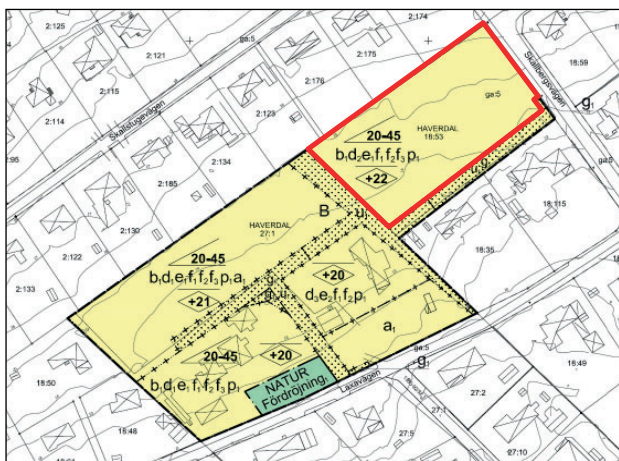 2:125
2:121
2:114
2:115
2:176
2:175
ga:5
2:174
18:59
Skallbergsvägen
g₁
ga:5
2:123
Skallstugevägen
2:134
HAVERDAL
18:53
ga:5
20-45
b₁d₂e₁f₁f₂f₃p₁
+22
u₁g₁
2:185
2:130
2:122
2:133
HAVERDAL
27:1
B
u₁
20-45
b₁d₁e₁f₁f₂f₃p₁a₁
+21
18:115
18:35
+20
d₃e₂f₁f₂p₁
a₁
20-45
+20
b₁d₁e₁f₁f₂f₃p₁
NATUR
Fördröjning₁
ga:5
g₁
Laxavägen
18:50
18:48
18:49
27:2
27:1
27:5
27:10